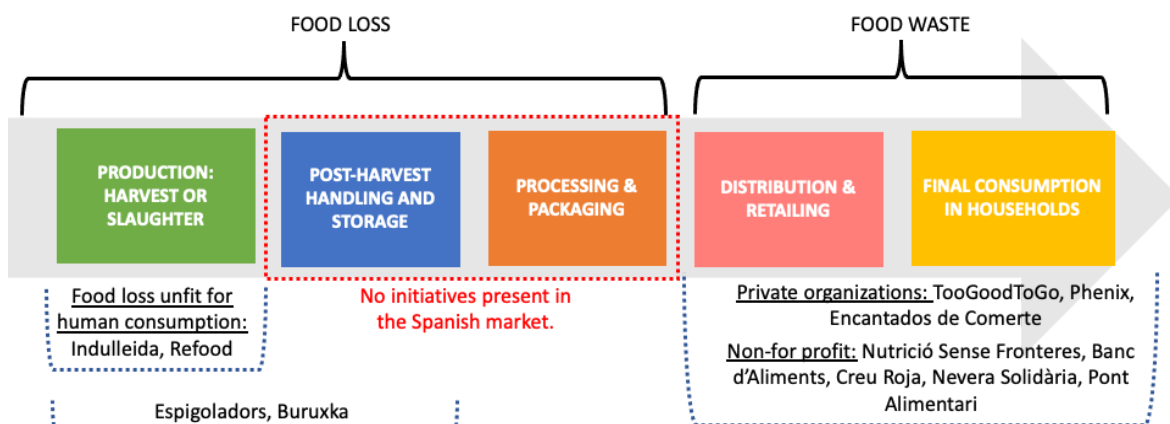 FOOD LOSS
FOOD WASTE
PRODUCTION:
HARVEST OR
SLAUGHTER
POST-HARVEST
HANDLING AND
STORAGE
PROCESSING &
PACKAGING
DISTRIBUTION &
RETAILING
FINAL CONSUMPTION
IN HOUSEHOLDS
Food loss unfit for
human consumption:
Indulleida, Refood
No initiatives present in
the Spanish market.
Private organizations: TooGoodToGo, Phenix,
Encantados de Comerte
Non-for profit: Nutrició Sense Fronteres, Banc
d’Aliments, Creu Roja, Nevera Solidària, Pont
Alimentari
Espigoladors, Buruxka